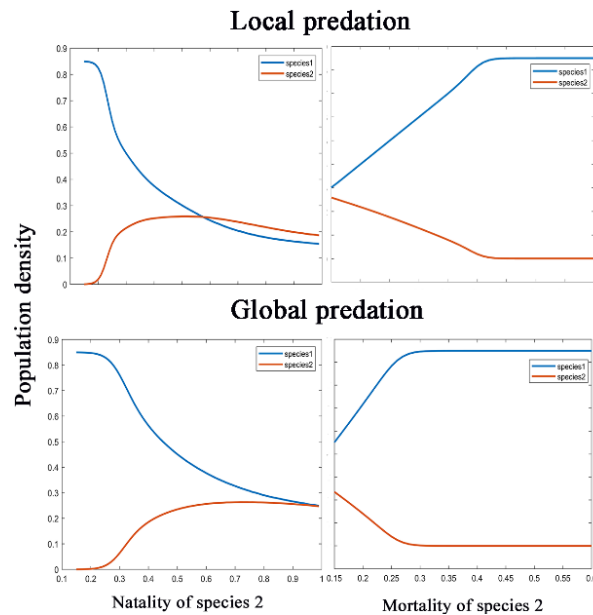 Local predation
0.9
0.8
0.7
0.6
0.5
0.4
0.3
0.2
0.1
0
species1
species2
species1
species2
Population density
Global predation
0.9
0.8
0.7
0.6
0.5
0.4
0.3
0.2
0.1
0
species1
species2
species1
species2
0.1 0.2 0.3 0.4 0.5 0.6 0.7 0.8 0.9 1
0.15 0.2 0.25 0.3 0.35 0.4 0.45 0.5 0.55 0.6
Natality of species 2
Mortality of species 2